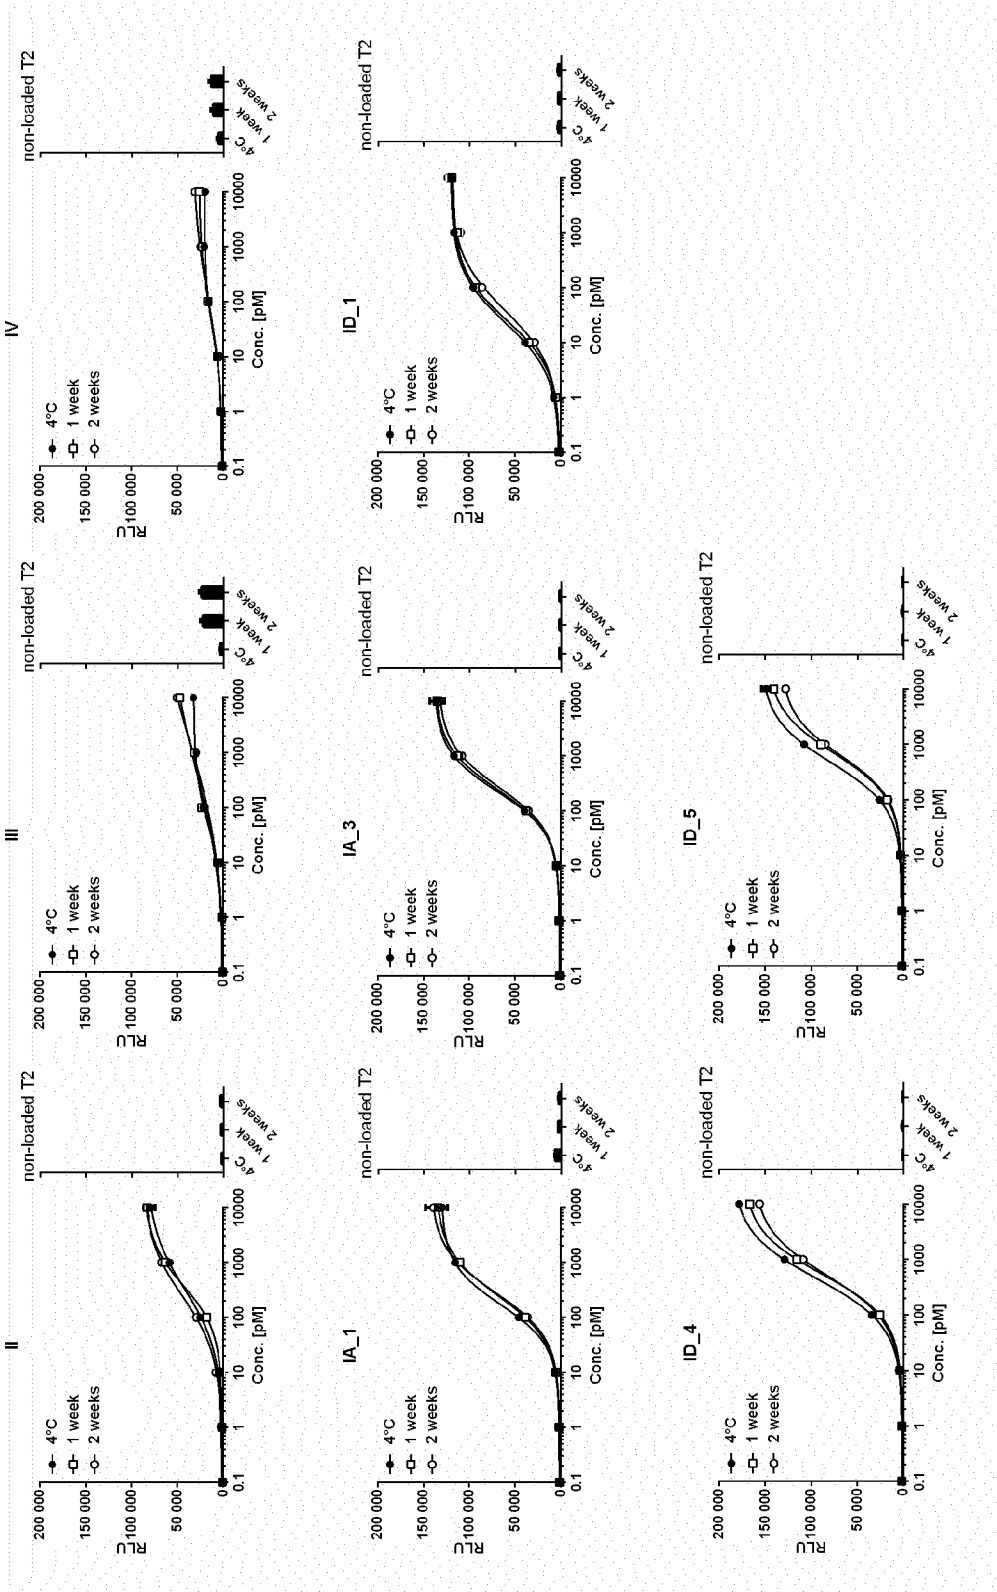 II
200 000
150 000
100 000
50 000
0
RLU
4°C
1 week
2 weeks
0.1
1
10
100
1000
10000
Conc. [pM]
non-loaded T2
4°C
1 week
2 weeks
III
200 000
150 000
100 000
50 000
0
RLU
4°C
1 week
2 weeks
0.1
1
10
100
1000
10000
Conc. [pM]
non-loaded T2
4°C
1 week
2 weeks
IV
200 000
150 000
100 000
50 000
0
RLU
4°C
1 week
2 weeks
0.1
1
10
100
1000
10000
Conc. [pM]
non-loaded T2
4°C
1 week
2 weeks
IA_1
200 000
150 000
100 000
50 000
0
RLU
4°C
1 week
2 weeks
0.1
1
10
100
1000
10000
Conc. [pM]
non-loaded T2
4°C
1 week
2 weeks
IA_3
200 000
150 000
100 000
50 000
0
RLU
4°C
1 week
2 weeks
0.1
1
10
100
1000
10000
Conc. [pM]
non-loaded T2
4°C
1 week
2 weeks
ID_1
200 000
150 000
100 000
50 000
0
RLU
4°C
1 week
2 weeks
0.1
1
10
100
1000
10000
Conc. [pM]
non-loaded T2
4°C
1 week
2 weeks
ID_4
200 000
150 000
100 000
50 000
0
RLU
4°C
1 week
2 weeks
0.1
1
10
100
1000
10000
Conc. [pM]
non-loaded T2
4°C
1 week
2 weeks
ID_5
200 000
150 000
100 000
50 000
0
RLU
4°C
1 week
2 weeks
0.1
1
10
100
1000
10000
Conc. [pM]
non-loaded T2
4°C
1 week
2 weeks